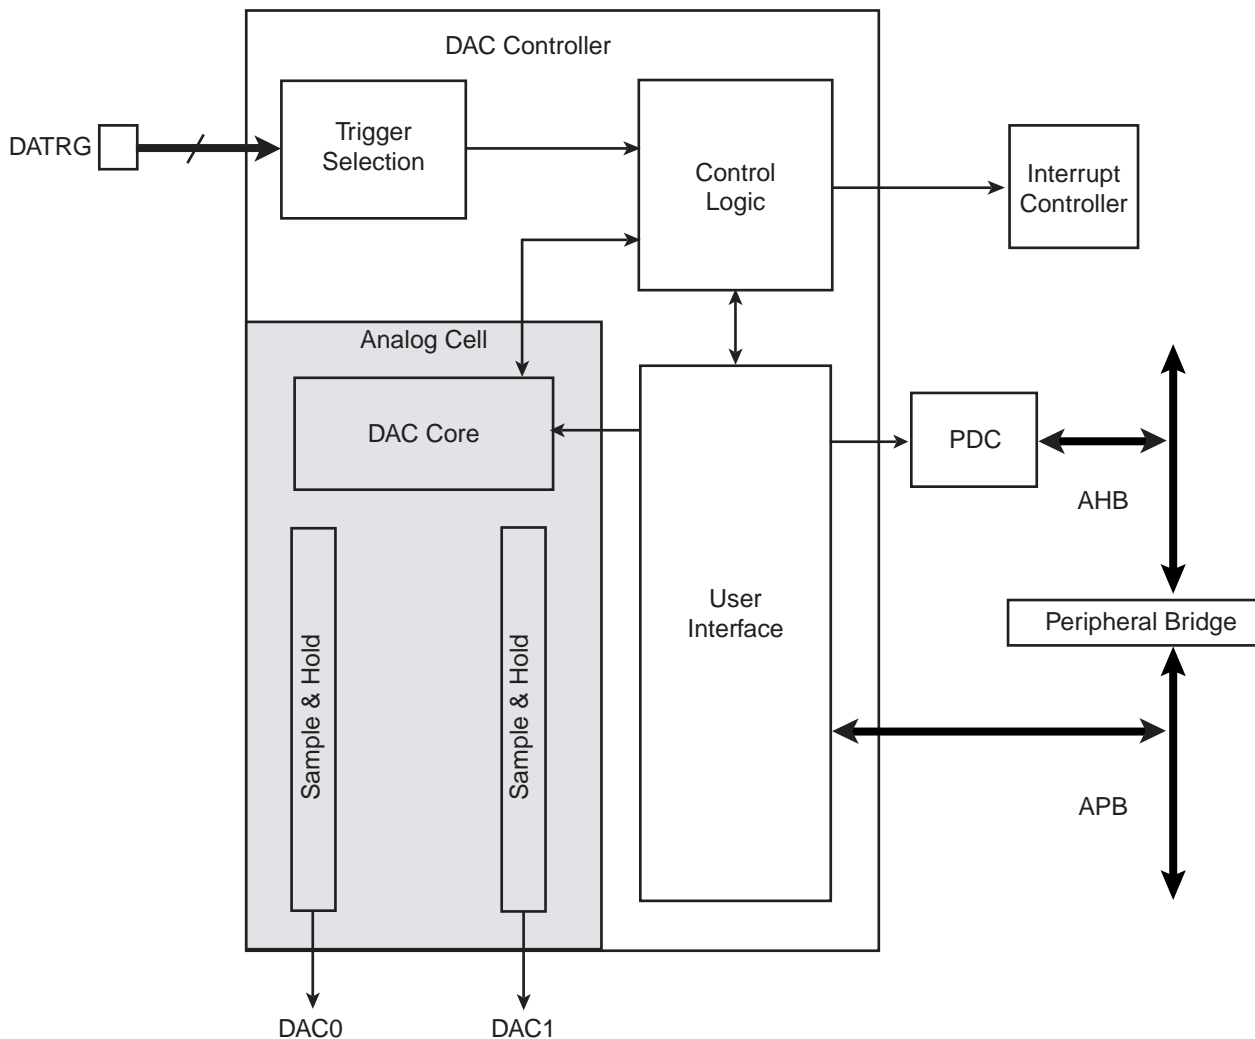 DAC Controller
DATRG
Trigger
Selection
Control
Logic
Interrupt
Controller
Analog Cell
DAC Core
PDC
AHB
User
Interface
Peripheral Bridge
Sample & Hold
Sample & Hold
APB
DAC0
DAC1